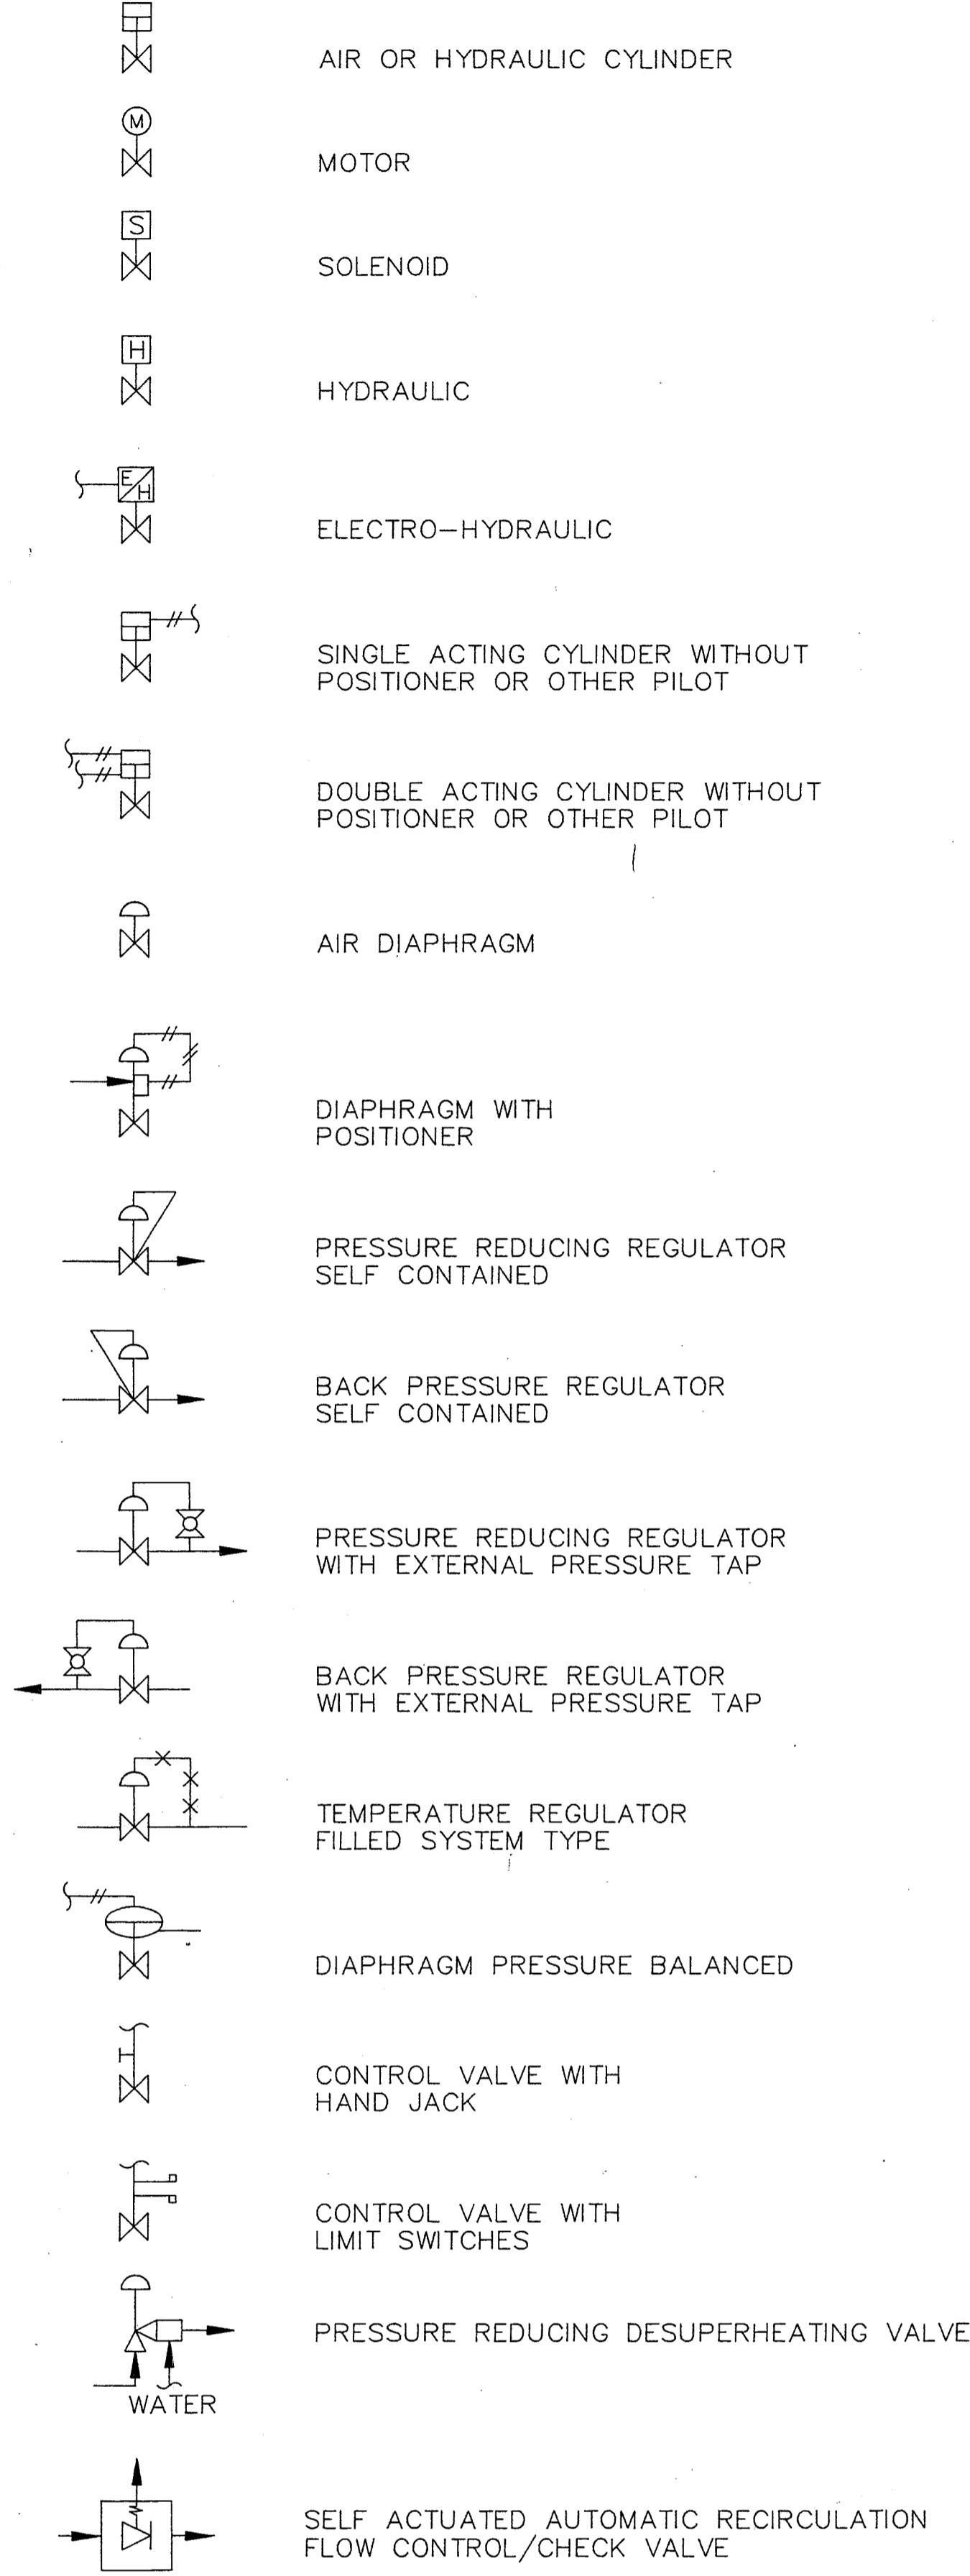 AIR OR HYDRAULIC CYLINDER
M
MOTOR
S
SOLENOID
H
HYDRAULIC
E/H
ELECTRO-HYDRAULIC
SINGLE ACTING CYLINDER WITHOUT
POSITIONER OR OTHER PILOT
DOUBLE ACTING CYLINDER WITHOUT
POSITIONER OR OTHER PILOT
AIR DIAPHRAGM
DIAPHRAGM WITH
POSITIONER
PRESSURE REDUCING REGULATOR
SELF CONTAINED
BACK PRESSURE REGULATOR
SELF CONTAINED
PRESSURE REDUCING REGULATOR
WITH EXTERNAL PRESSURE TAP
BACK PRESSURE REGULATOR
WITH EXTERNAL PRESSURE TAP
TEMPERATURE REGULATOR
FILLED SYSTEM TYPE
DIAPHRAGM PRESSURE BALANCED
CONTROL VALVE WITH
HAND JACK
CONTROL VALVE WITH
LIMIT SWITCHES
PRESSURE REDUCING DESUPERHEATING VALVE
WATER
SELF ACTUATED AUTOMATIC RECIRCULATION
FLOW CONTROL/CHECK VALVE